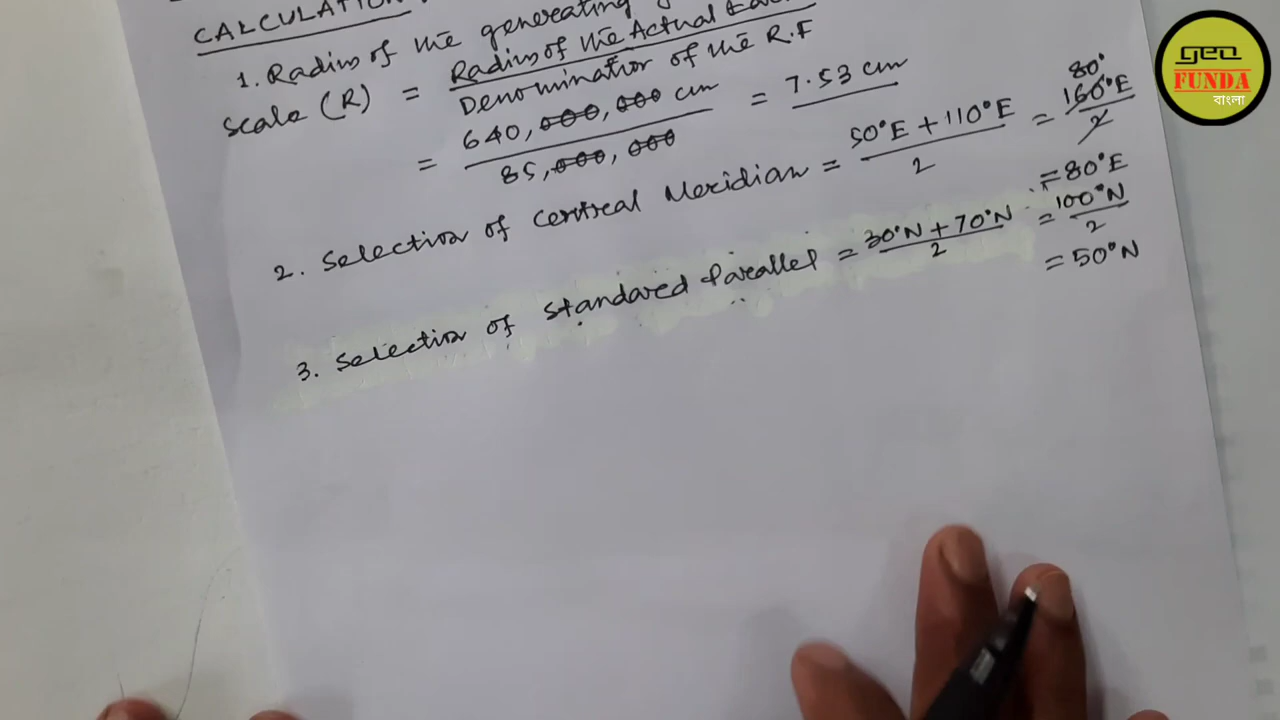 CALCULATION
1. Radius of the generating
Scale (R) = Radius of the Actual
Denominator of the R.F
= 640,000,000 cm = 7.53 cm
85,000,000
2. Selection of Central Meridian = 50°E + 110°E = 80°
2 160°E
2
= 80°E
3. Selection of Standared Parallel = 30°N + 70°N = 100°N
2 2
= 50°N
geo
FUNDA
বাংলা